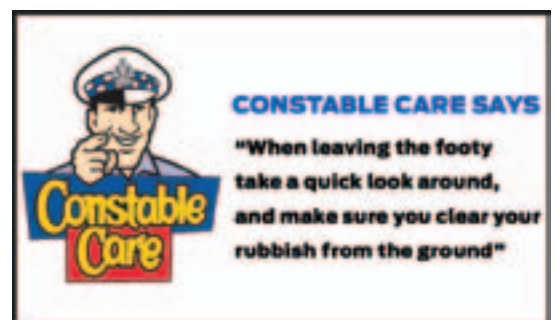 Constable
Care
CONSTABLE CARE SAYS
"When leaving the footy
take a quick look around,
and make sure you clear your
rubbish from the ground"